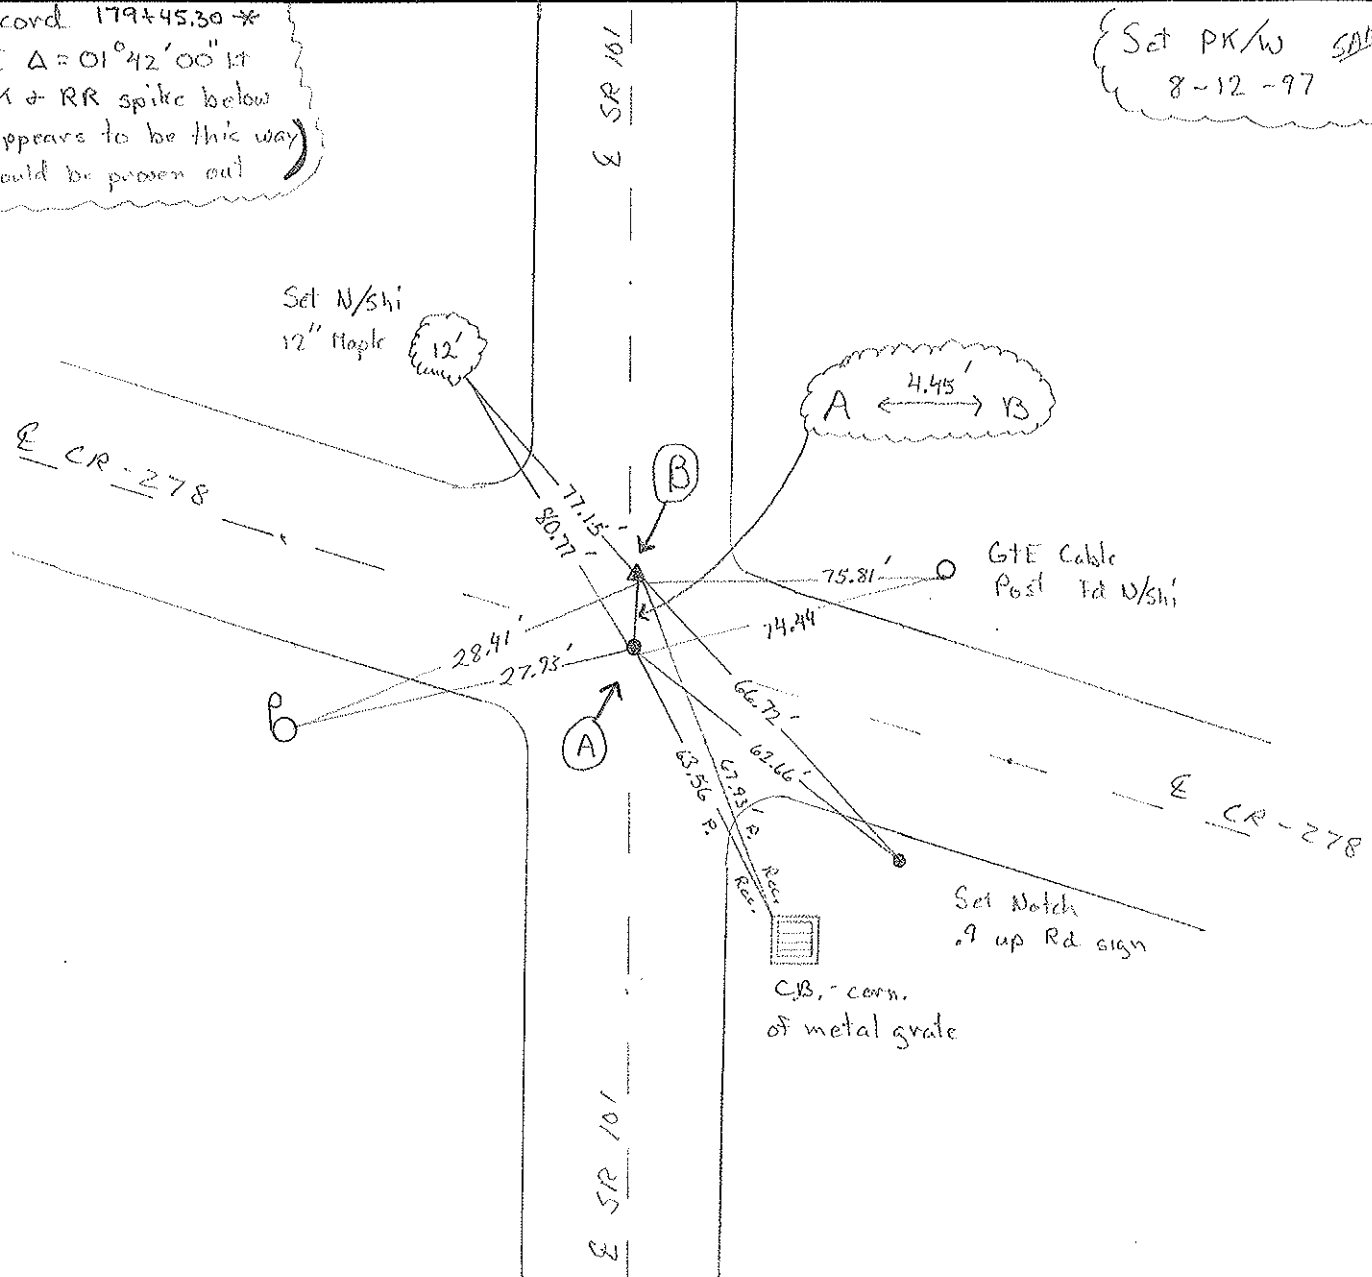 cord 179+45.30 *
Δ = 01°42'00" Lt
K & RR spike below
ppears to be this way)
ould be proven out
Set PK/W
8-12-97
℄ SR 101
Set N/Shi
12" Maple
12'
4.45'
A ↔ B
℄ CR-278
B
77.15'
80.77'
GtE Cable
Post Fd N/Shi
75.81'
74.44
28.41'
27.93'
A
66.72'
62.66'
63.56 R.
67.93' R.
Rec.
Rec.
℄ CR-278
Set Notch
.9 up Rd sign
C.B. - corn.
of metal grate
℄ SR 101